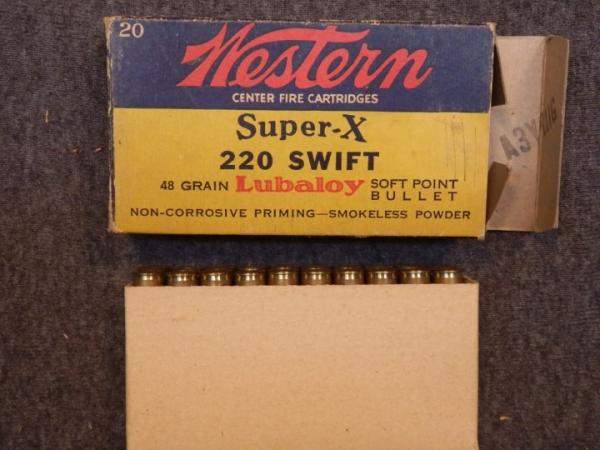 20
Western
CENTER FIRE CARTRIDGES
Super-X
220 SWIFT
48 GRAIN Lubaloy SOFT POINT BULLET
NON-CORROSIVE PRIMING—SMOKELESS POWDER